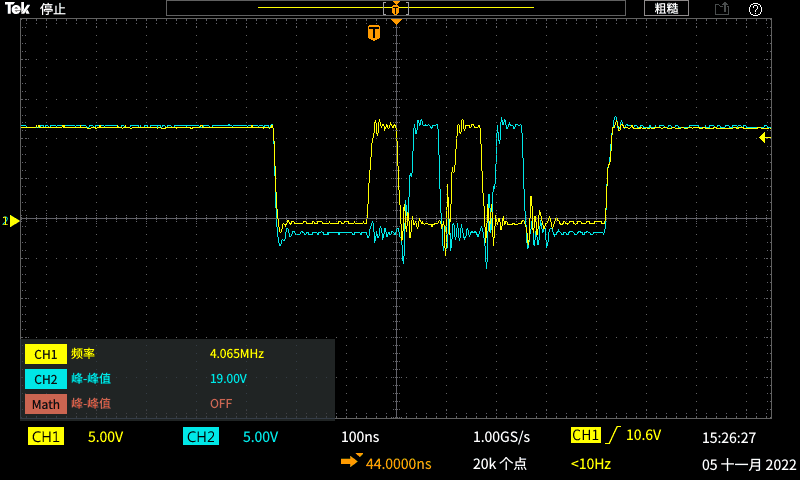 Tek 停止 粗糙
T
T
2
CH1 频率 4.065MHz
CH2 峰-峰值 19.00V
Math 峰-峰值 OFF
CH1 5.00V CH2 5.00V 100ns 1.00GS/s CH1 10.6V 15:26:27
44.0000ns 20k 个点 <10Hz 05 十一月 2022